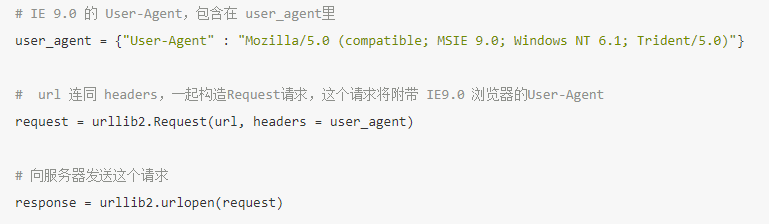 # IE 9.0 的 User-Agent，包含在 user_agent里
user_agent = {"User-Agent" : "Mozilla/5.0 (compatible; MSIE 9.0; Windows NT 6.1; Trident/5.0)"}
#  url 连同 headers，一起构造Request请求，这个请求将附带 IE9.0 浏览器的User-Agent
request = urllib2.Request(url, headers = user_agent)
# 向服务器发送这个请求
response = urllib2.urlopen(request)